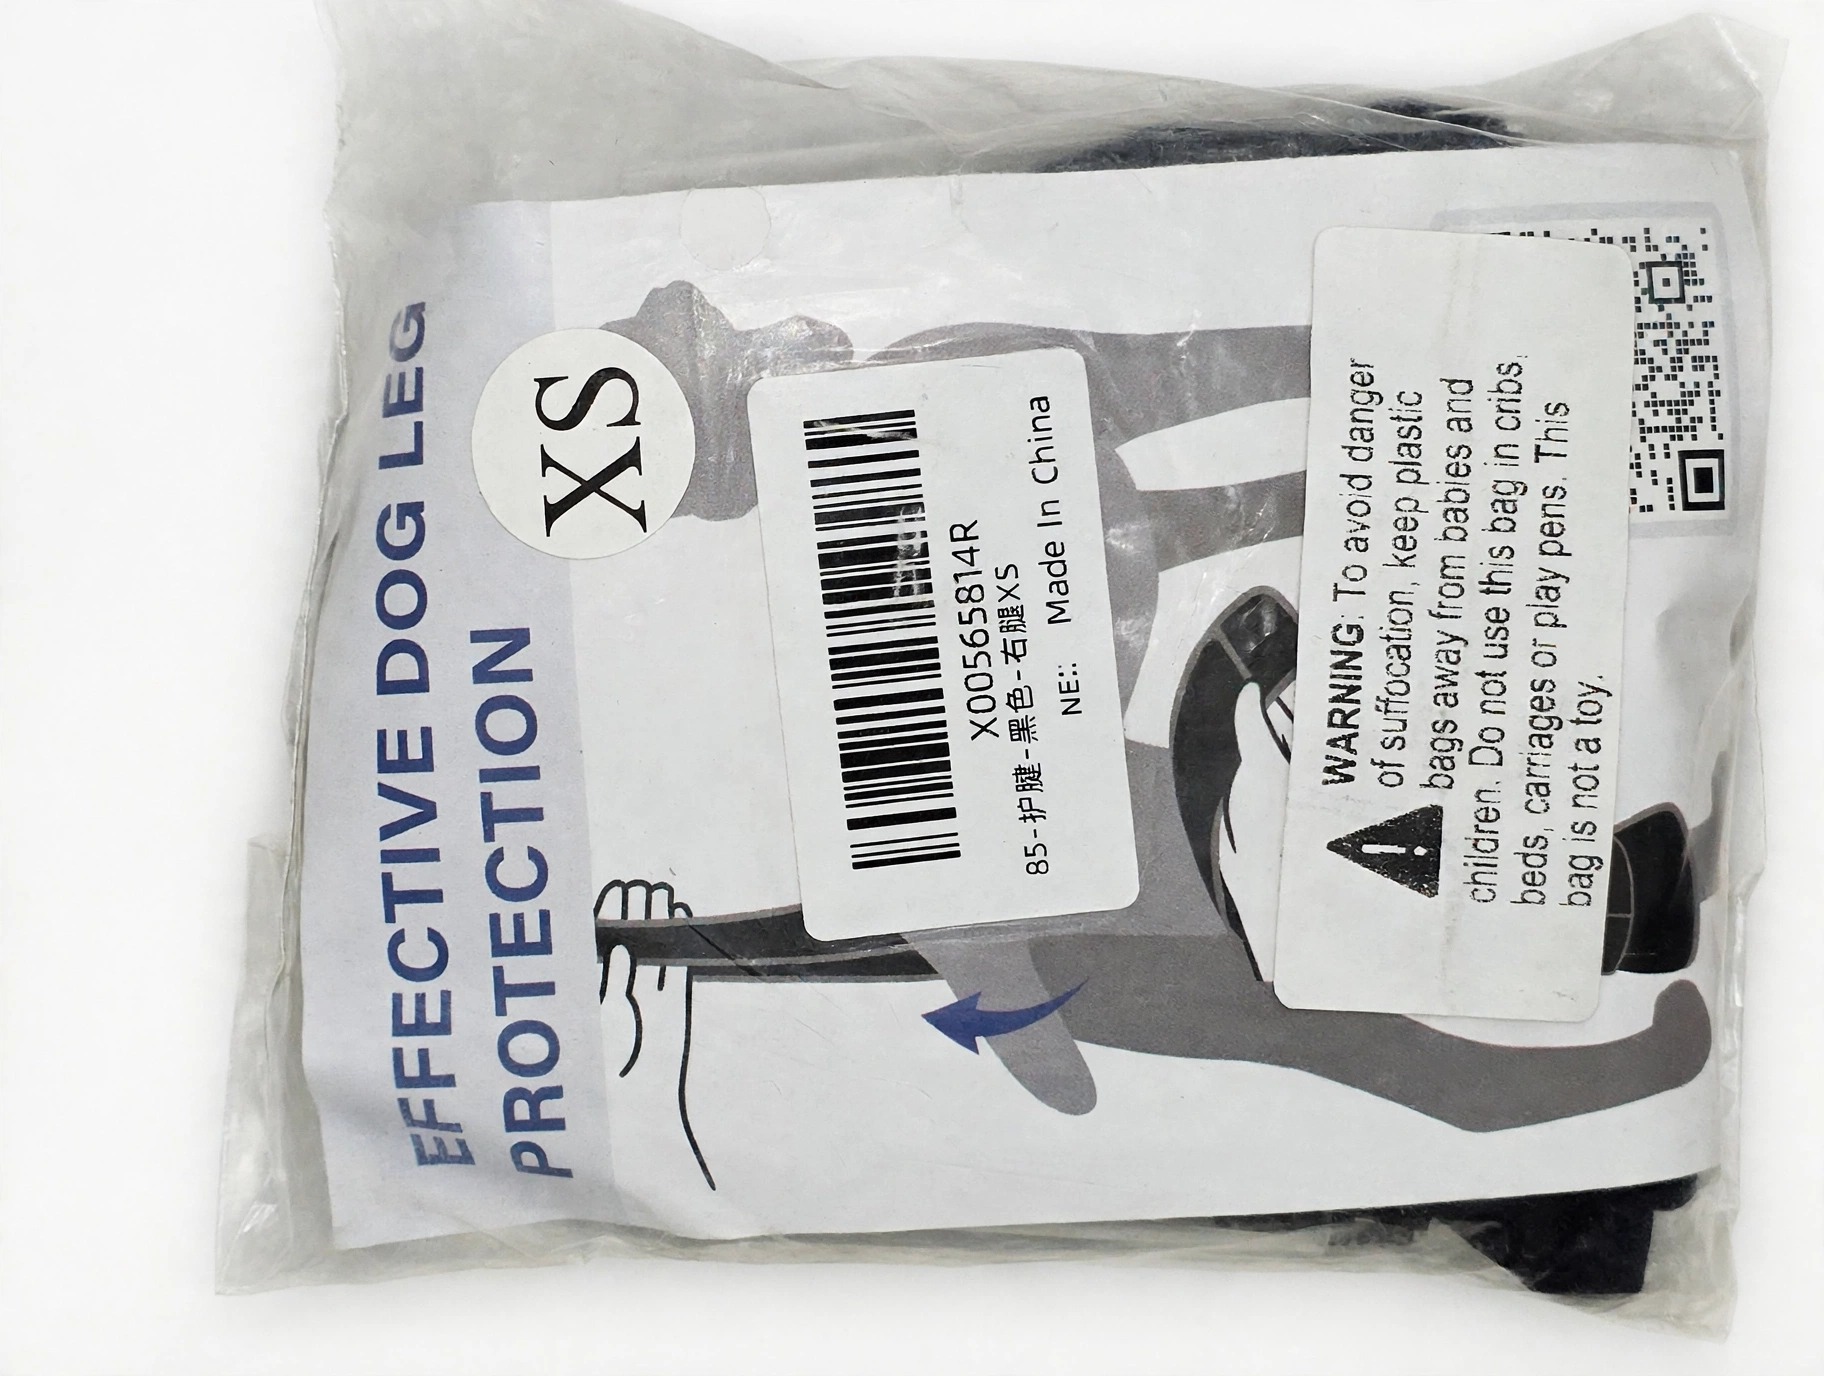 EFFECTIVE DOG LEG
PROTECTION
XS
X00565814R
85-护腱-黑色-右腿XS
NE:: Made In China
WARNING: To avoid danger
of suffocation, keep plastic
bags away from babies and
children. Do not use this bag in cribs,
beds, carriages or play pens. This
bag is not a toy.